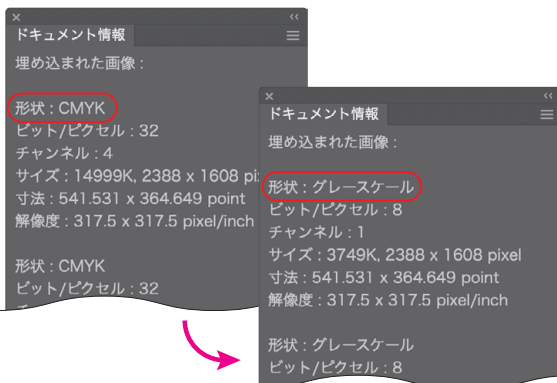 ドキュメント情報
埋め込まれた画像 :
形状 : CMYK
ビット/ピクセル : 32
チャンネル : 4
サイズ : 14999K, 2388 x 1608 pi
寸法 : 541.531 x 364.649 point
解像度 : 317.5 x 317.5 pixel/inch
形状 : CMYK
ビット/ピクセル : 32
ドキュメント情報
埋め込まれた画像 :
形状 : グレースケール
ビット/ピクセル : 8
チャンネル : 1
サイズ : 3749K, 2388 x 1608 pixel
寸法 : 541.531 x 364.649 point
解像度 : 317.5 x 317.5 pixel/inch
形状 : グレースケール
ビット/ピクセル : 8